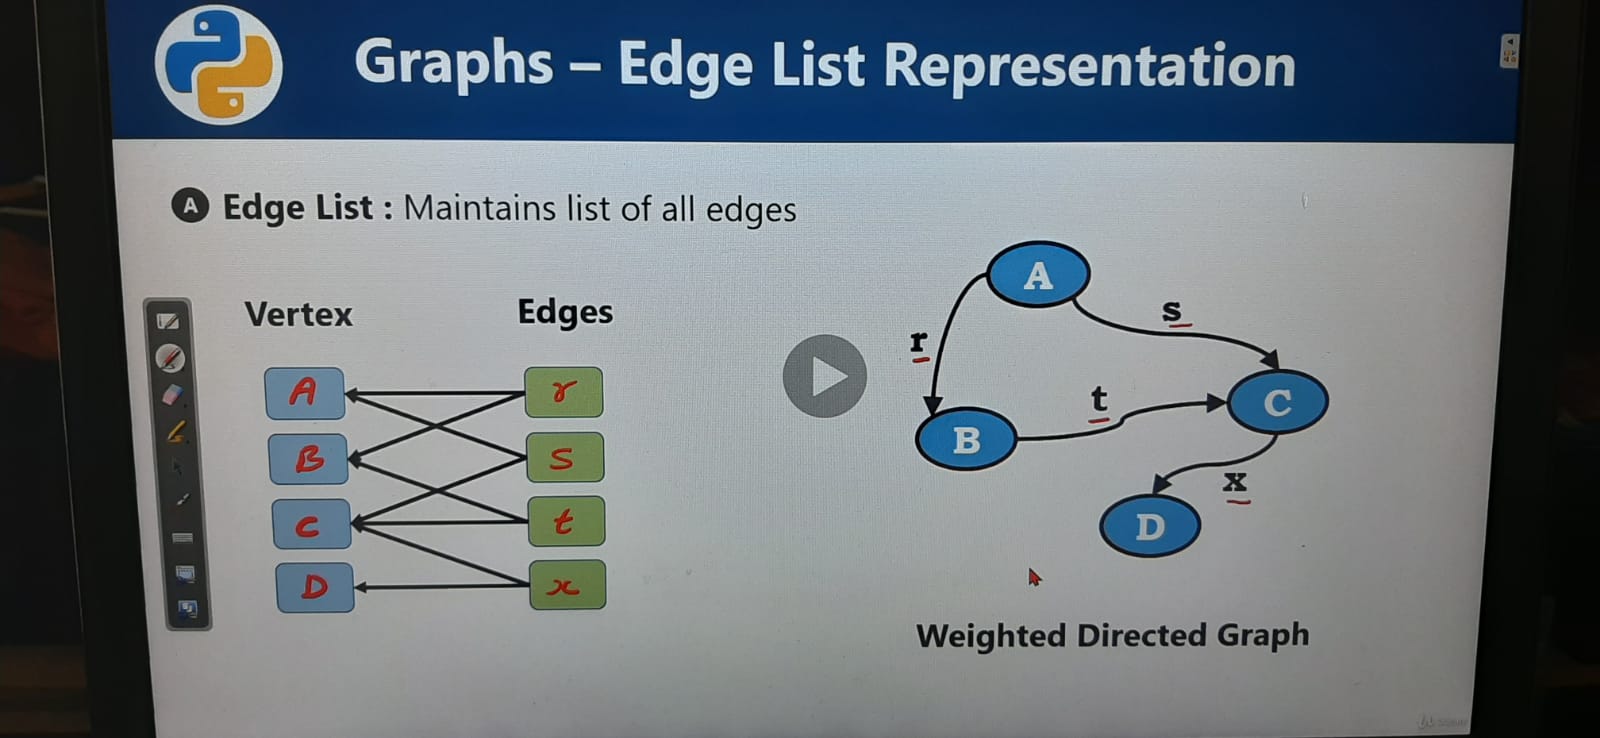 Graphs – Edge List Representation
A Edge List : Maintains list of all edges
Vertex Edges
A r
B s
C t
D x
A
r
s
B
t
C
x
D
Weighted Directed Graph